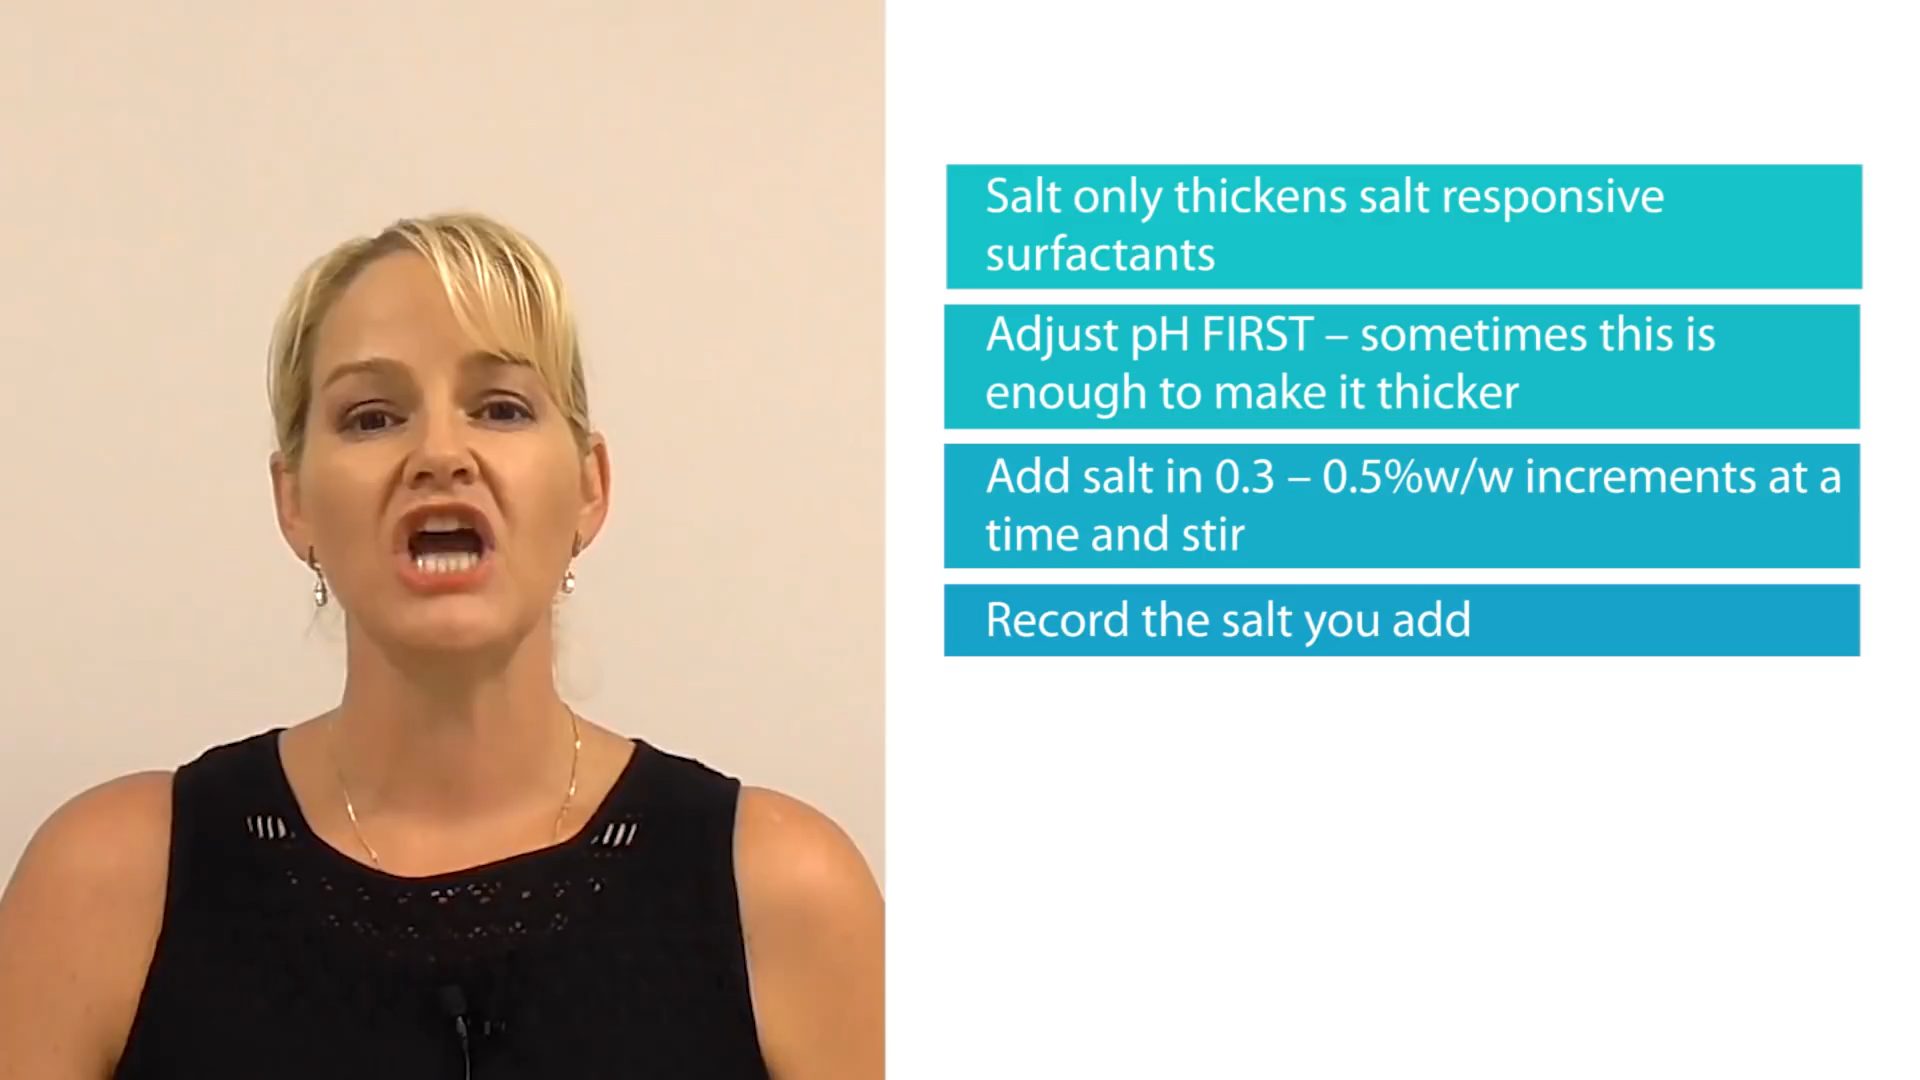 Salt only thickens salt responsive
surfactants
Adjust pH FIRST – sometimes this is
enough to make it thicker
Add salt in 0.3 – 0.5%w/w increments at a
time and stir
Record the salt you add